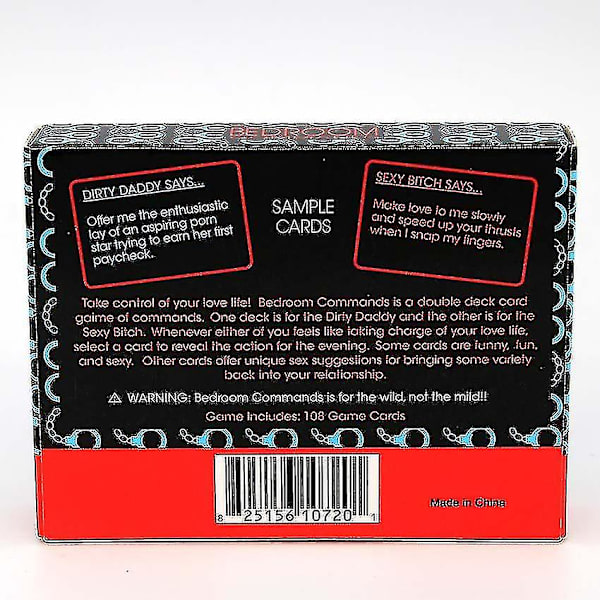 BEDROOM
DIRTY DADDY SAYS...
Offer me the enthusiastic
lay of an aspiring porn
star trying to earn her first
paycheck.
SAMPLE
CARDS
SEXY BITCH SAYS...
Make love to me slowly
and speed up your thrusts
when I snap my fingers.
Take control of your love life! Bedroom Commands is a double deck card
game of commands. One deck is for the Dirty Daddy and the other is for the
Sexy Bitch. Whenever either of you feels like taking charge of your love life,
select a card to reveal the action for the evening. Some cards are funny, fun,
and sexy. Other cards offer unique sex suggestions for bringing some variety
back into your relationship.
⚠ WARNING: Bedroom Commands is for the wild, not the mild!!
Game Includes: 108 Game Cards
8 25156 10720 1
Made in China